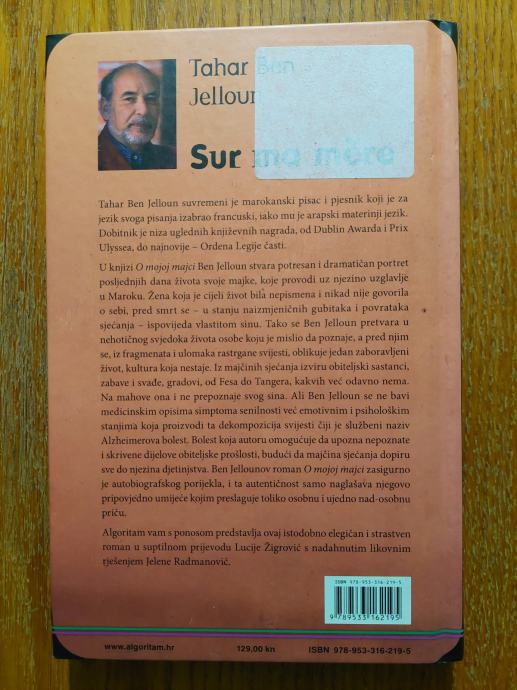 Tahar Ben
Jelloun
Sur ma mère
Tahar Ben Jelloun suvremeni je marokanski pisac i pjesnik koji je za
jezik svoga pisanja izabrao francuski, iako mu je arapski materinji jezik.
Dobitnik je niza uglednih književnih nagrada, od Dublin Awarda i Prix
Ulyssea, do najnovije – Ordena Legije časti.
U knjizi O mojoj majci Ben Jelloun stvara potresan i dramatičan portret
posljednjih dana života svoje majke, koje provodi uz njezino uzglavlje
u Maroku. Žena koja je cijeli život bila nepismena i nikad nije govorila
o sebi, pred smrt se – u stanju naizmjeničnih gubitaka i povrataka
sjećanja – ispovijeda vlastitom sinu. Tako se Ben Jelloun pretvara u
nehotičnog svjedoka života osobe koju je mislio da poznaje, a pred njim
se, iz fragmenata i ulomaka rastrgane svijesti, oblikuje jedan zaboravljeni
život, kultura koja nestaje. Iz majčinih sjećanja izviru obiteljski sastanci,
zabave i svađe, gradovi, od Fesa do Tangera, kakvih već odavno nema.
Na mahove ona i ne prepoznaje svog sina. Ali Ben Jelloun se ne bavi
medicinskim opisima simptoma senilnosti već emotivnim i psihološkim
stanjima koja proizvodi ta dekompozicija svijesti čiji je službeni naziv
Alzheimerova bolest. Bolest koja autoru omogućuje da upozna nepoznate
i skrivene dijelove obiteljske prošlosti, budući da majčina sjećanja dopiru
sve do njezina djetinjstva. Ben Jellounov roman O mojoj majci zasigurno
je autobiografskog porijekla, i ta autentičnost samo naglašava njegovo
pripovjedno umijeće kojim preslaguje toliko osobnu i ujedno nad-osobnu
priču.
Algoritam vam s ponosom predstavlja ovaj istodobno elegičan i strastven
roman u suptilnom prijevodu Lucije Žigrović s nadahnutim likovnim
rješenjem Jelene Radmanović.
ISBN 978-953-316-219-5
9 789533 162195
www.algoritam.hr 129,00 kn ISBN 978-953-316-219-5